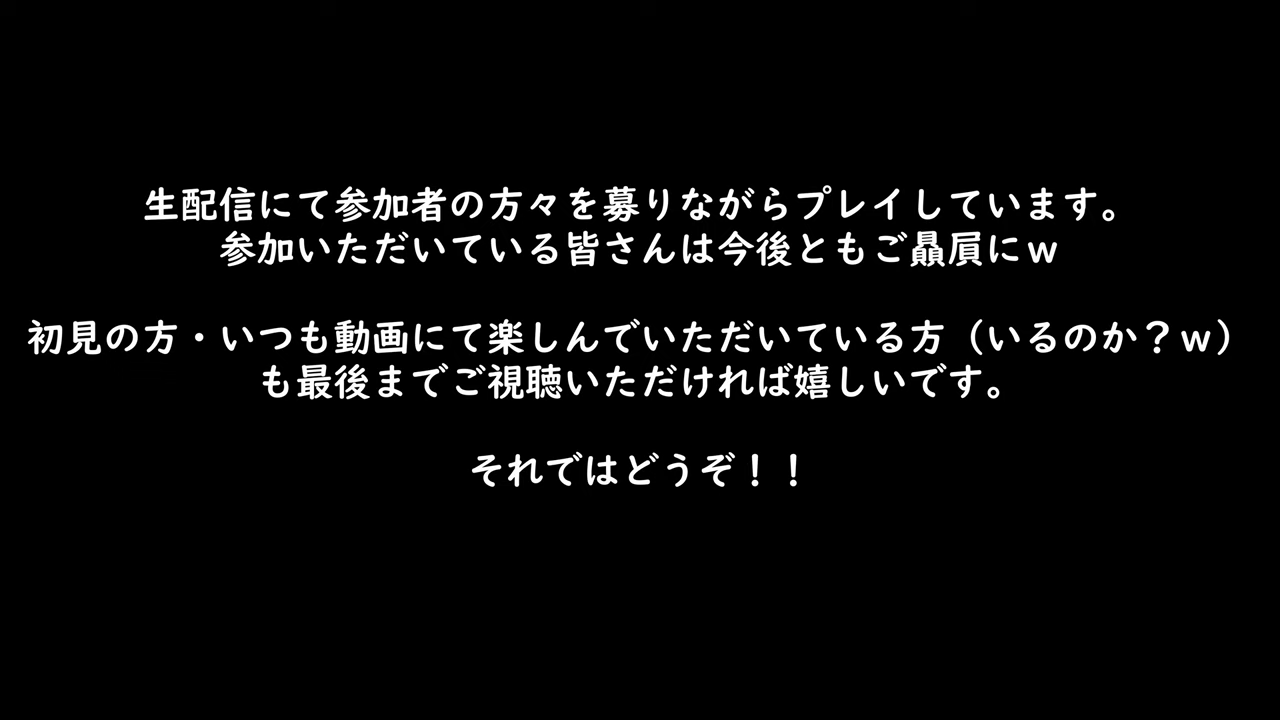 生配信にて参加者の方々を募りながらプレイしています。
参加いただいている皆さんは今後ともご贔屓にｗ
初見の方・いつも動画にて楽しんでいただいている方（いるのか？ｗ）
も最後までご視聴いただければ嬉しいです。
それではどうぞ！！